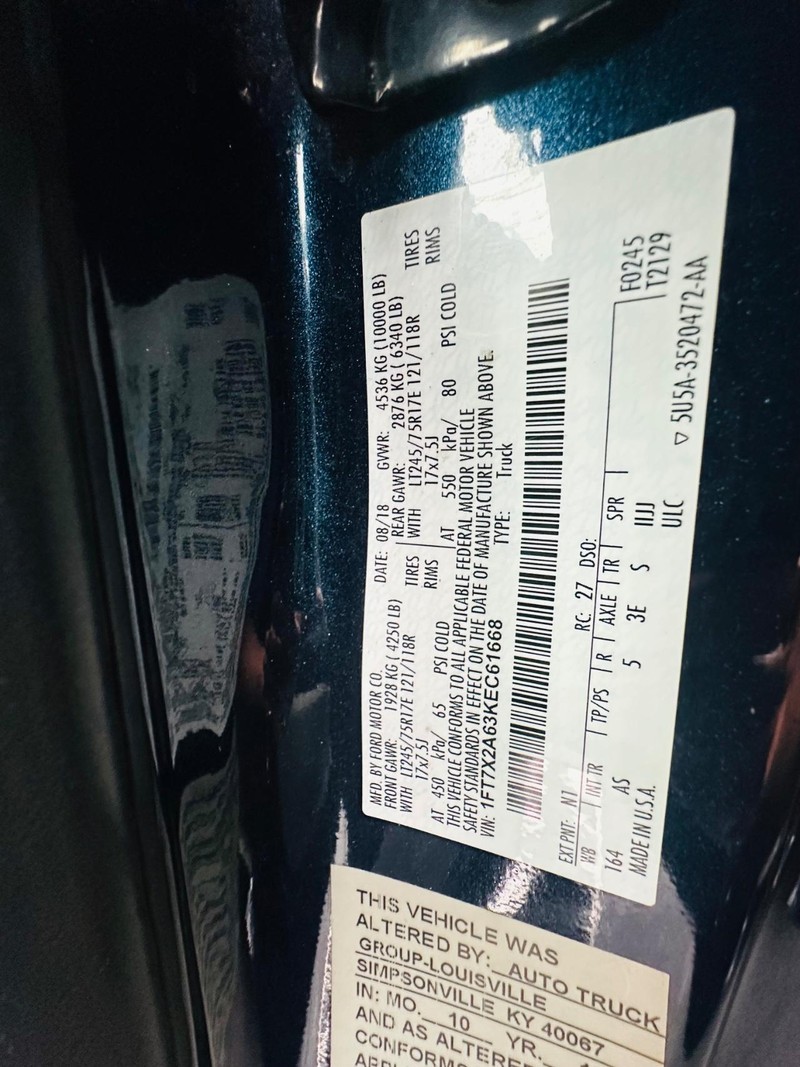 MFD. BY FORD MOTOR CO.
DATE: 08/18 GVWR: 4536 KG (10000 LB)
FRONT GAWR: 1928 KG ( 4250 LB) REAR GAWR: 2876 KG ( 6340 LB)
WITH LT245/75R17E 121/118R TIRES WITH LT245/75R17E 121/118R TIRES
17x7.5J RIMS 17x7.5J RIMS
AT 450 kPa/ 65 PSI COLD AT 550 kPa/ 80 PSI COLD
THIS VEHICLE CONFORMS TO ALL APPLICABLE FEDERAL MOTOR VEHICLE
SAFETY STANDARDS IN EFFECT ON THE DATE OF MANUFACTURE SHOWN ABOVE.
VIN: 1FT7X2A63KEC61668 TYPE: Truck
EXT PNT: N1 RC: 27 DSO: F0245
WB INT TR TP/PS R AXLE TR SPR T2129
164 AS 5 3E S IIJJ
MADE IN U.S.A. ULC ▽ 5U5A-3520472-AA
THIS VEHICLE WAS
ALTERED BY: AUTO TRUCK
GROUP-LOUISVILLE
SIMPSONVILLE KY 40067
IN: MO. 10 YR.
AND AS ALTERED